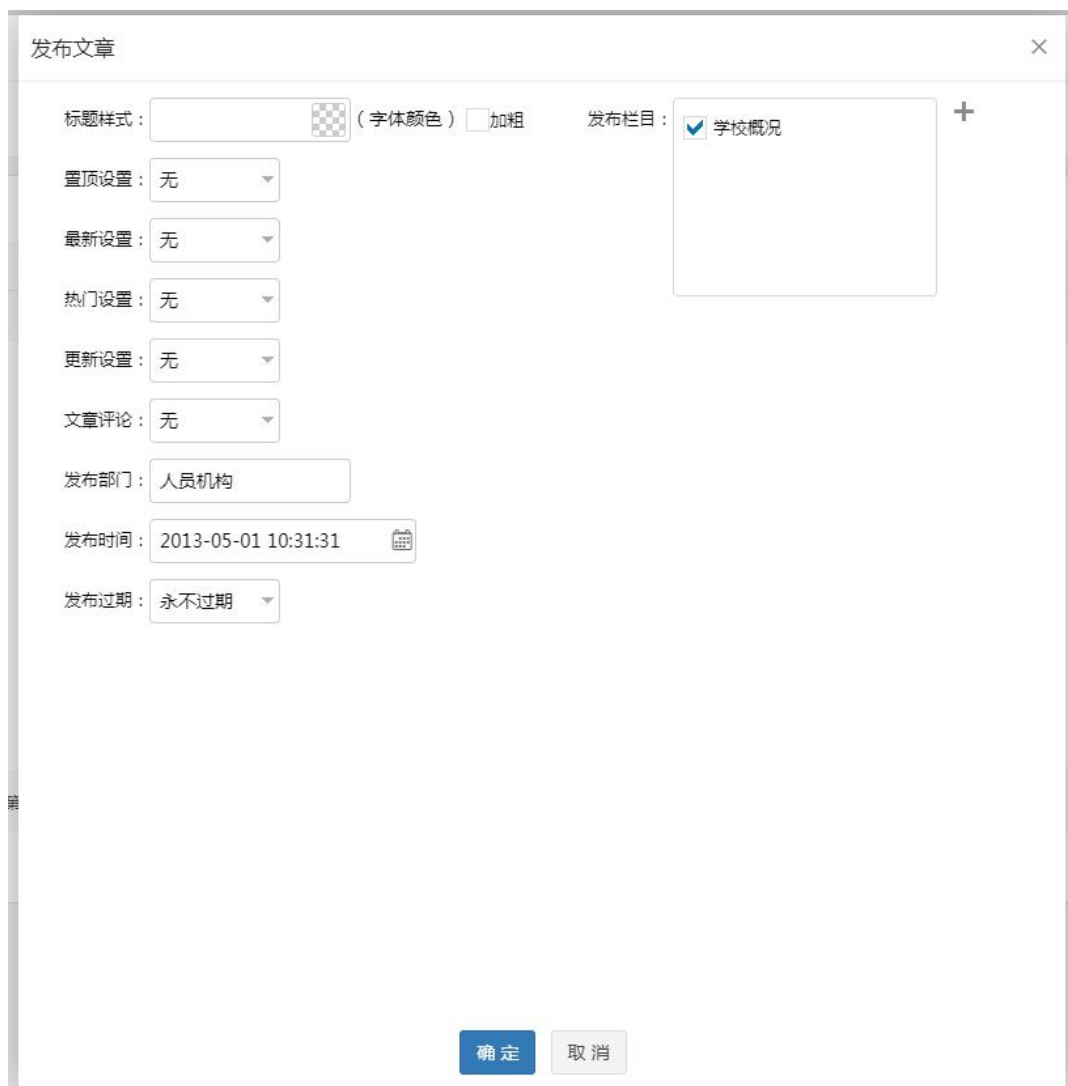 发布文章
标题样式： （字体颜色） 加粗
发布栏目：
学校概况
置顶设置： 无
最新设置： 无
热门设置： 无
更新设置： 无
文章评论： 无
发布部门： 人员机构
发布时间： 2013-05-01 10:31:31
发布过期： 永不过期
确定 取消